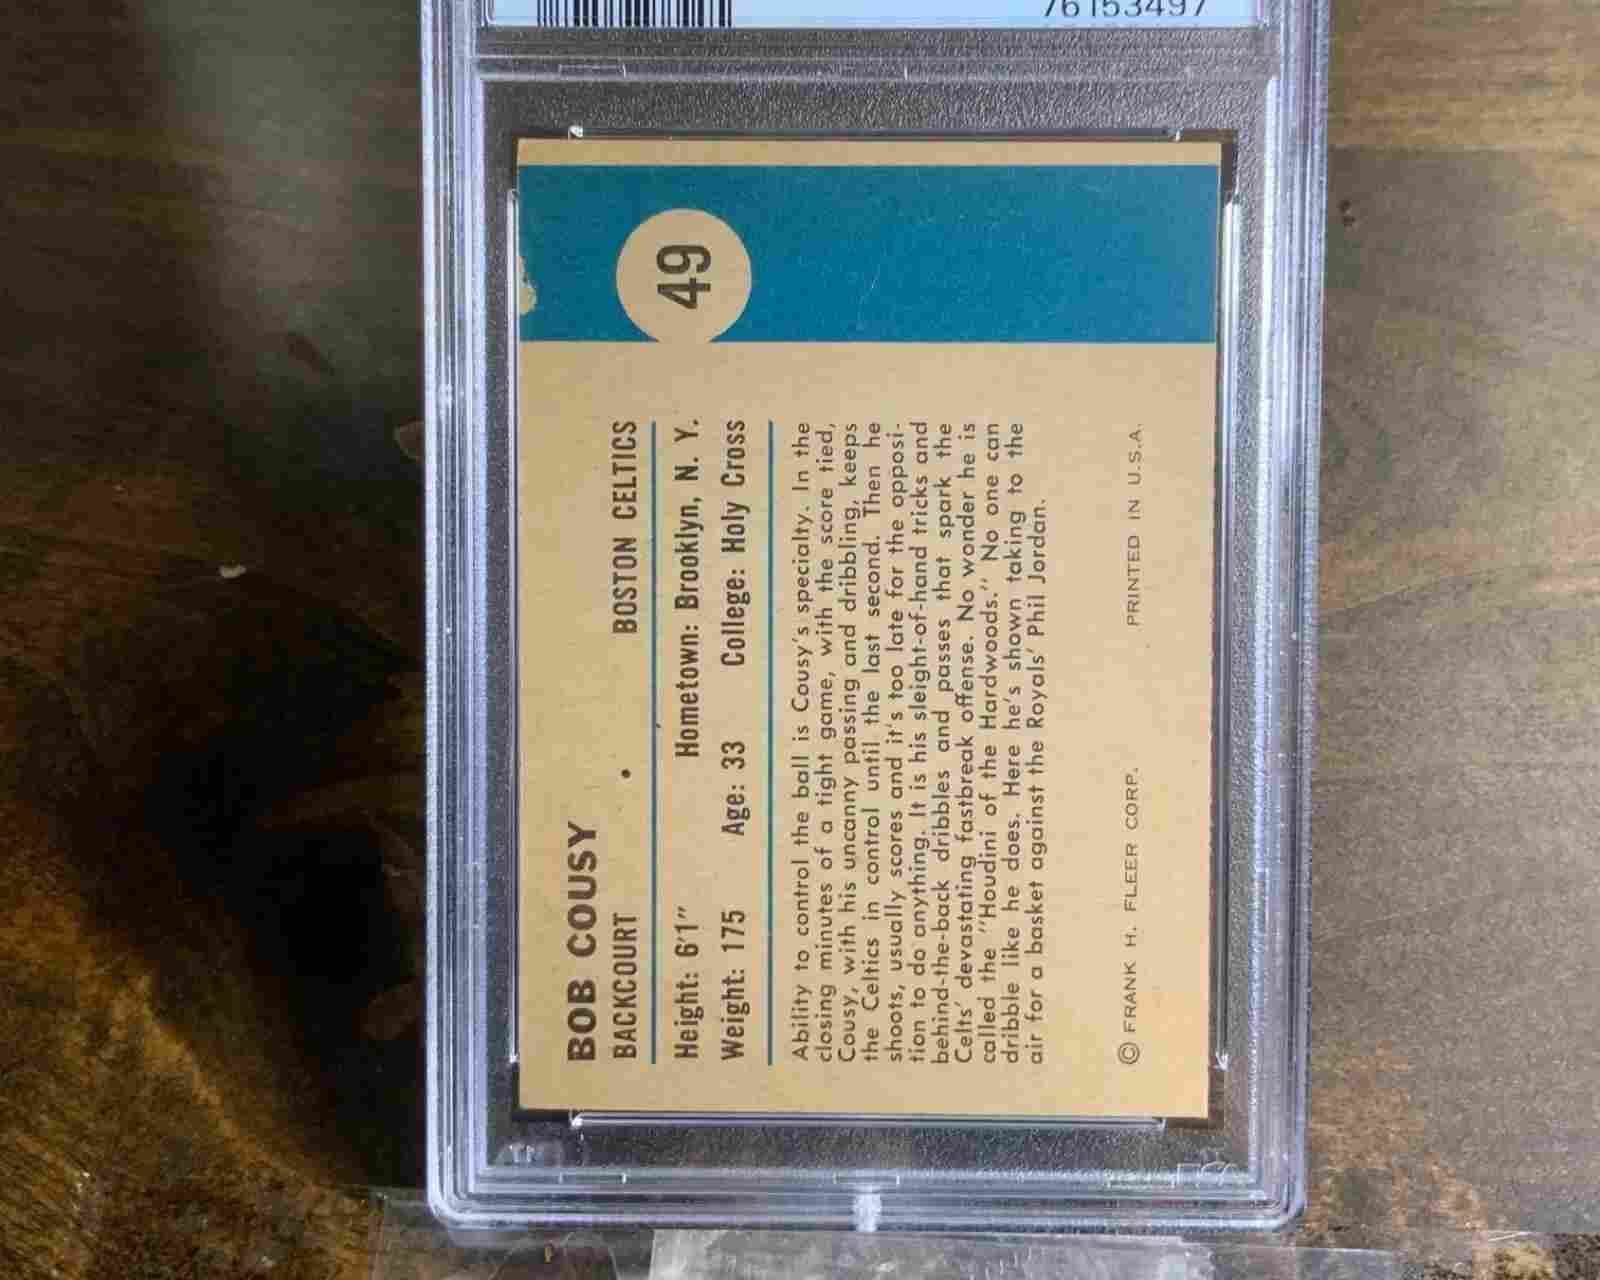 76153497
49
BOB COUSY
BACKCOURT BOSTON CELTICS
Height: 6'1" Hometown: Brooklyn, N. Y.
Weight: 175 Age: 33 College: Holy Cross
Ability to control the ball is Cousy's specialty. In the
closing minutes of a tight game, with the score tied,
Cousy, with his uncanny passing and dribbling, keeps
the Celtics in control until the last second. Then he
shoots, usually scores and it's too late for the opposi-
tion to do anything. It is his sleight-of-hand tricks and
behind-the-back dribbles and passes that spark the
Celts' devastating fastbreak offense. No wonder he is
called the "Houdini of the Hardwoods." No one can
dribble like he does. Here he's shown taking to the
air for a basket against the Royals' Phil Jordan.
© FRANK H. FLEER CORP. PRINTED IN U.S.A.